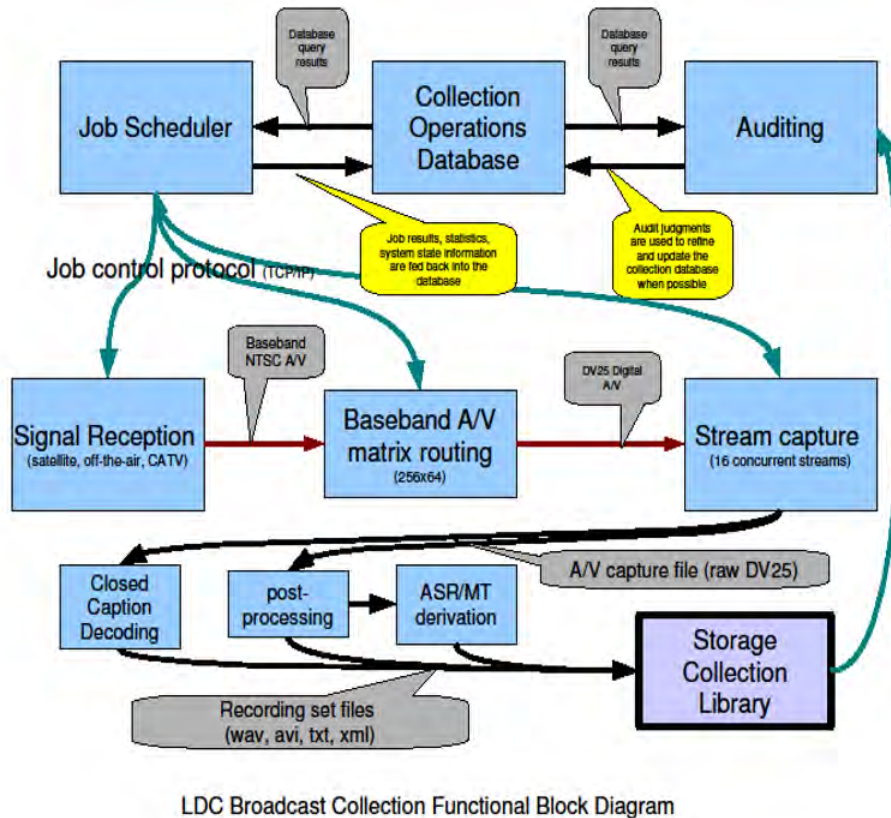 Database
query
results
Database
query
results
Job Scheduler
Collection
Operations
Database
Auditing
Job results, statistics,
system state information
are fed back into the
database
Audit judgments
are used to refine
and update the
collection database
when possible
Job control protocol (TCP/IP)
Baseband
NTSC A/V
DV25 Digital
A/V
Signal Reception
(satellite, off-the-air, CATV)
Baseband A/V
matrix routing
(256x64)
Stream capture
(16 concurrent streams)
A/V capture file (raw DV25)
Closed
Caption
Decoding
post-
processing
ASR/MT
derivation
Storage
Collection
Library
Recording set files
(wav, avi, txt, xml)
LDC Broadcast Collection Functional Block Diagram